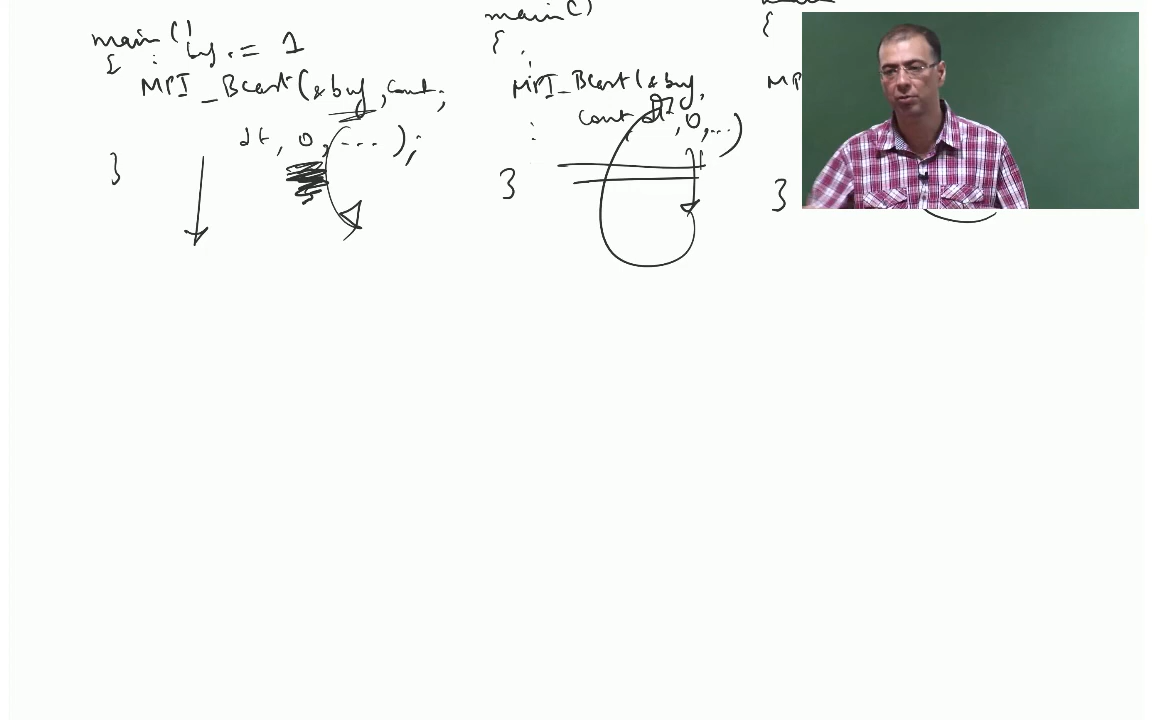 main()
{ : buf = 1
MPI_Bcast(&buf, count,
dt, 0, ...);
}
main()
{ :
MPI_Bcast(&buf,
count, dt, 0, ...)
:
}
{
MP
}